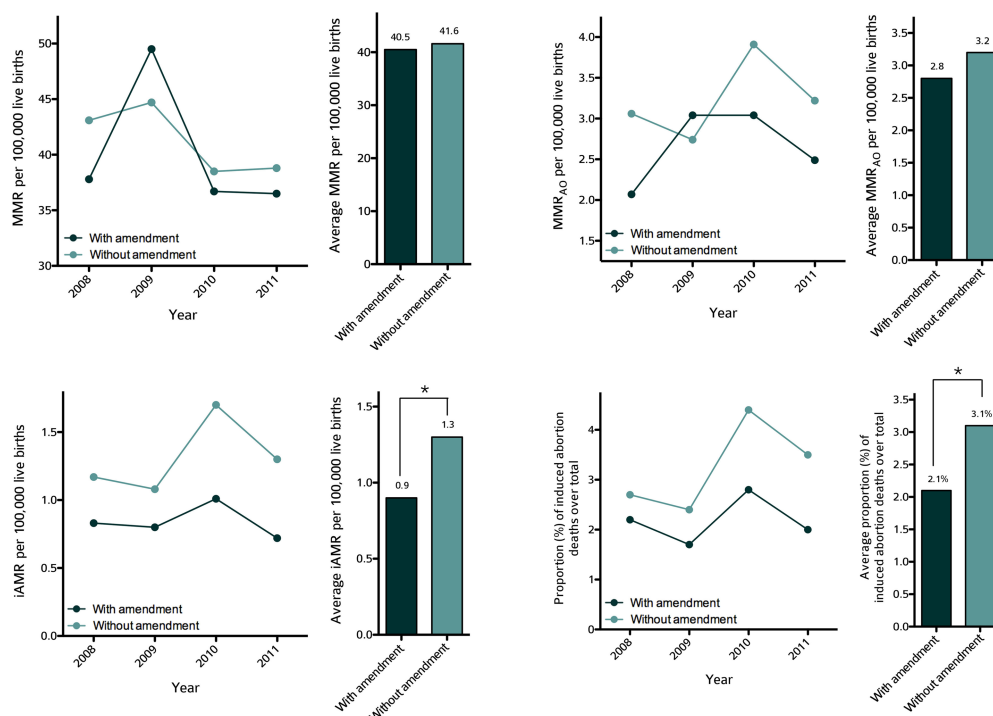 MMR per 100,000 live births
50
45
40
35
30
With amendment
Without amendment
2008
2009
2010
2011
Year
Average MMR per 100,000 live births
40
30
20
10
0
40.5
41.6
With amendment
Without amendment
MMRAO per 100,000 live births
4.0
3.5
3.0
2.5
2.0
1.5
With amendment
Without amendment
2008
2009
2010
2011
Year
Average MMRAO per 100,000 live births
3.5
3.0
2.5
2.0
1.5
1.0
0.5
0.0
2.8
3.2
With amendment
Without amendment
iAMR per 100,000 live births
1.5
1.0
0.5
0.0
With amendment
Without amendment
2008
2009
2010
2011
Year
Average iAMR per 100,000 live births
1.5
1.0
0.5
0.0
*
0.9
1.3
With amendment
Without amendment
Proportion (%) of induced abortion
deaths over total
4
3
2
1
0
With amendment
Without amendment
2008
2009
2010
2011
Year
Average proportion (%) of
induced abortion deaths over total
3.5
3.0
2.5
2.0
1.5
1.0
0.5
0.0
*
2.1%
3.1%
With amendment
Without amendment